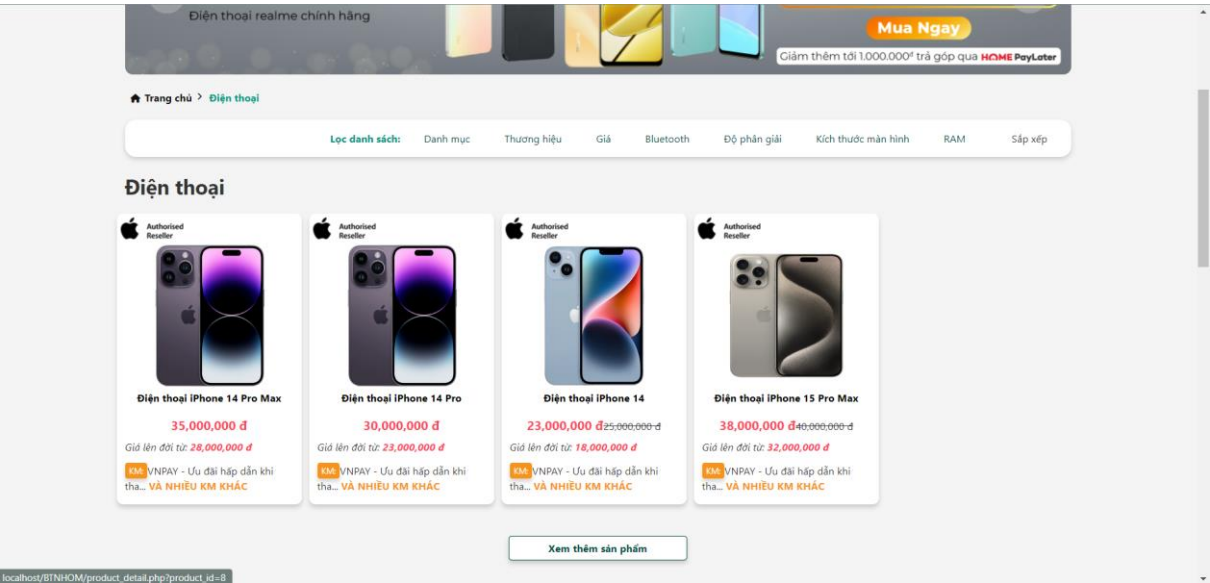 Điện thoại realme chính hãng
Mua Ngay
Giảm thêm tới 1.000.000đ trả góp qua HOME PayLater
Trang chủ > Điện thoại
Lọc danh sách: Danh mục Thương hiệu Giá Bluetooth Độ phân giải Kích thước màn hình RAM Sắp xếp
Điện thoại
Authorised
Reseller
Điện thoại iPhone 14 Pro Max
35,000,000 đ
Giá lên đời từ: 28,000,000 đ
KM: VNPAY - Ưu đãi hấp dẫn khi
tha... VÀ NHIỀU KM KHÁC
Authorised
Reseller
Điện thoại iPhone 14 Pro
30,000,000 đ
Giá lên đời từ: 23,000,000 đ
KM: VNPAY - Ưu đãi hấp dẫn khi
tha... VÀ NHIỀU KM KHÁC
Authorised
Reseller
Điện thoại iPhone 14
23,000,000 đ25,000,000 đ
Giá lên đời từ: 18,000,000 đ
KM: VNPAY - Ưu đãi hấp dẫn khi
tha... VÀ NHIỀU KM KHÁC
Authorised
Reseller
Điện thoại iPhone 15 Pro Max
38,000,000 đ40,000,000 đ
Giá lên đời từ: 32,000,000 đ
KM: VNPAY - Ưu đãi hấp dẫn khi
tha... VÀ NHIỀU KM KHÁC
Xem thêm sản phẩm
localhost/BTNHOM/product_detail.php?product_id=8